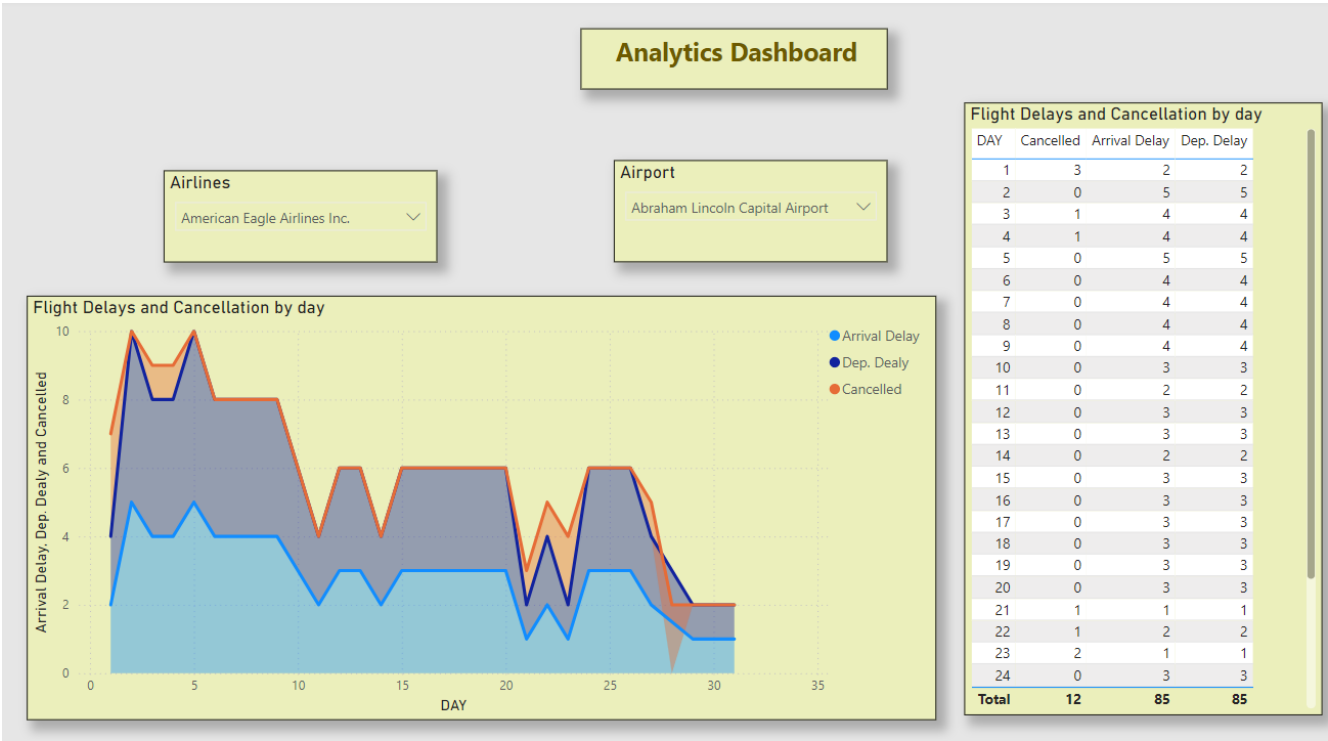 Analytics Dashboard
Airlines
American Eagle Airlines Inc.
Airport
Abraham Lincoln Capital Airport
Flight Delays and Cancellation by day
Arrival Delay
Dep. Dealy
Cancelled
Arrival Delay, Dep. Dealy and Cancelled
10
8
6
4
2
0
0 5 10 15 20 25 30 35
DAY
Flight Delays and Cancellation by day
DAY Cancelled Arrival Delay Dep. Delay
1 3 2 2
2 0 5 5
3 1 4 4
4 1 4 4
5 0 5 5
6 0 4 4
7 0 4 4
8 0 4 4
9 0 4 4
10 0 3 3
11 0 2 2
12 0 3 3
13 0 3 3
14 0 2 2
15 0 3 3
16 0 3 3
17 0 3 3
18 0 3 3
19 0 3 3
20 0 3 3
21 1 1 1
22 1 2 2
23 2 1 1
24 0 3 3
Total 12 85 85